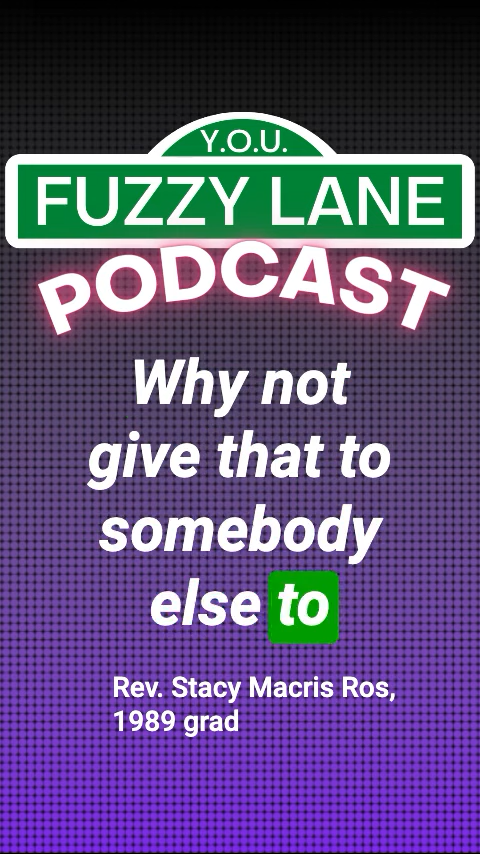 Y.O.U.
FUZZY LANE
PODCAST
Why not
give that to
somebody
else to
Rev. Stacy Macris Ros,
1989 grad